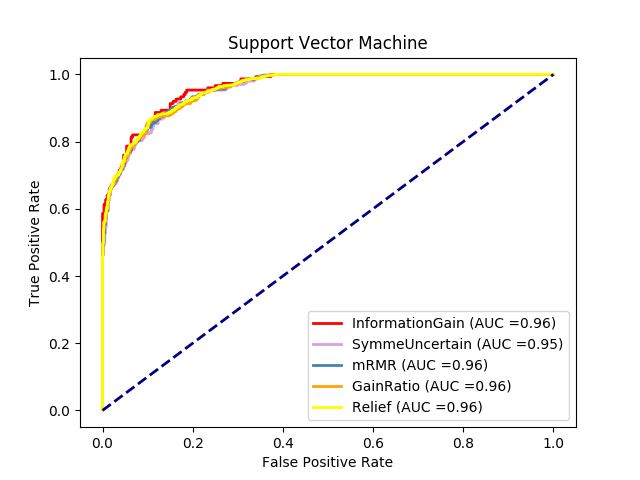 Support Vector Machine
True Positive Rate
1.0
0.8
0.6
0.4
0.2
0.0
InformationGain (AUC =0.96)
SymmeUncertain (AUC =0.95)
mRMR (AUC =0.96)
GainRatio (AUC =0.96)
Relief (AUC =0.96)
0.0 0.2 0.4 0.6 0.8 1.0
False Positive Rate